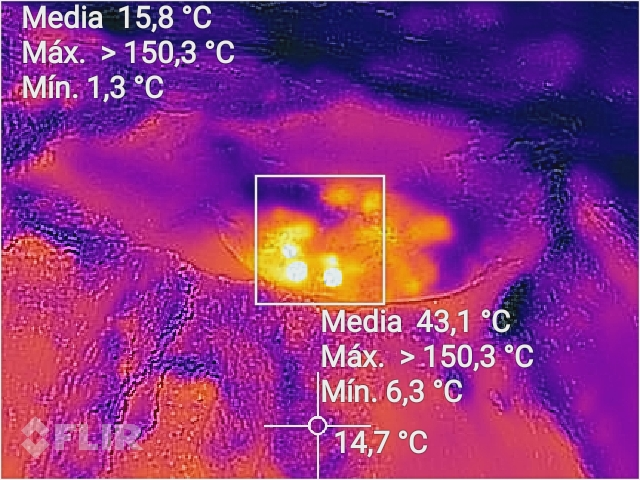 Media 15,8 °C
Máx. > 150,3 °C
Mín. 1,3 °C
Media 43,1 °C
Máx. > 150,3 °C
Mín. 6,3 °C
14,7 °C
FLIR